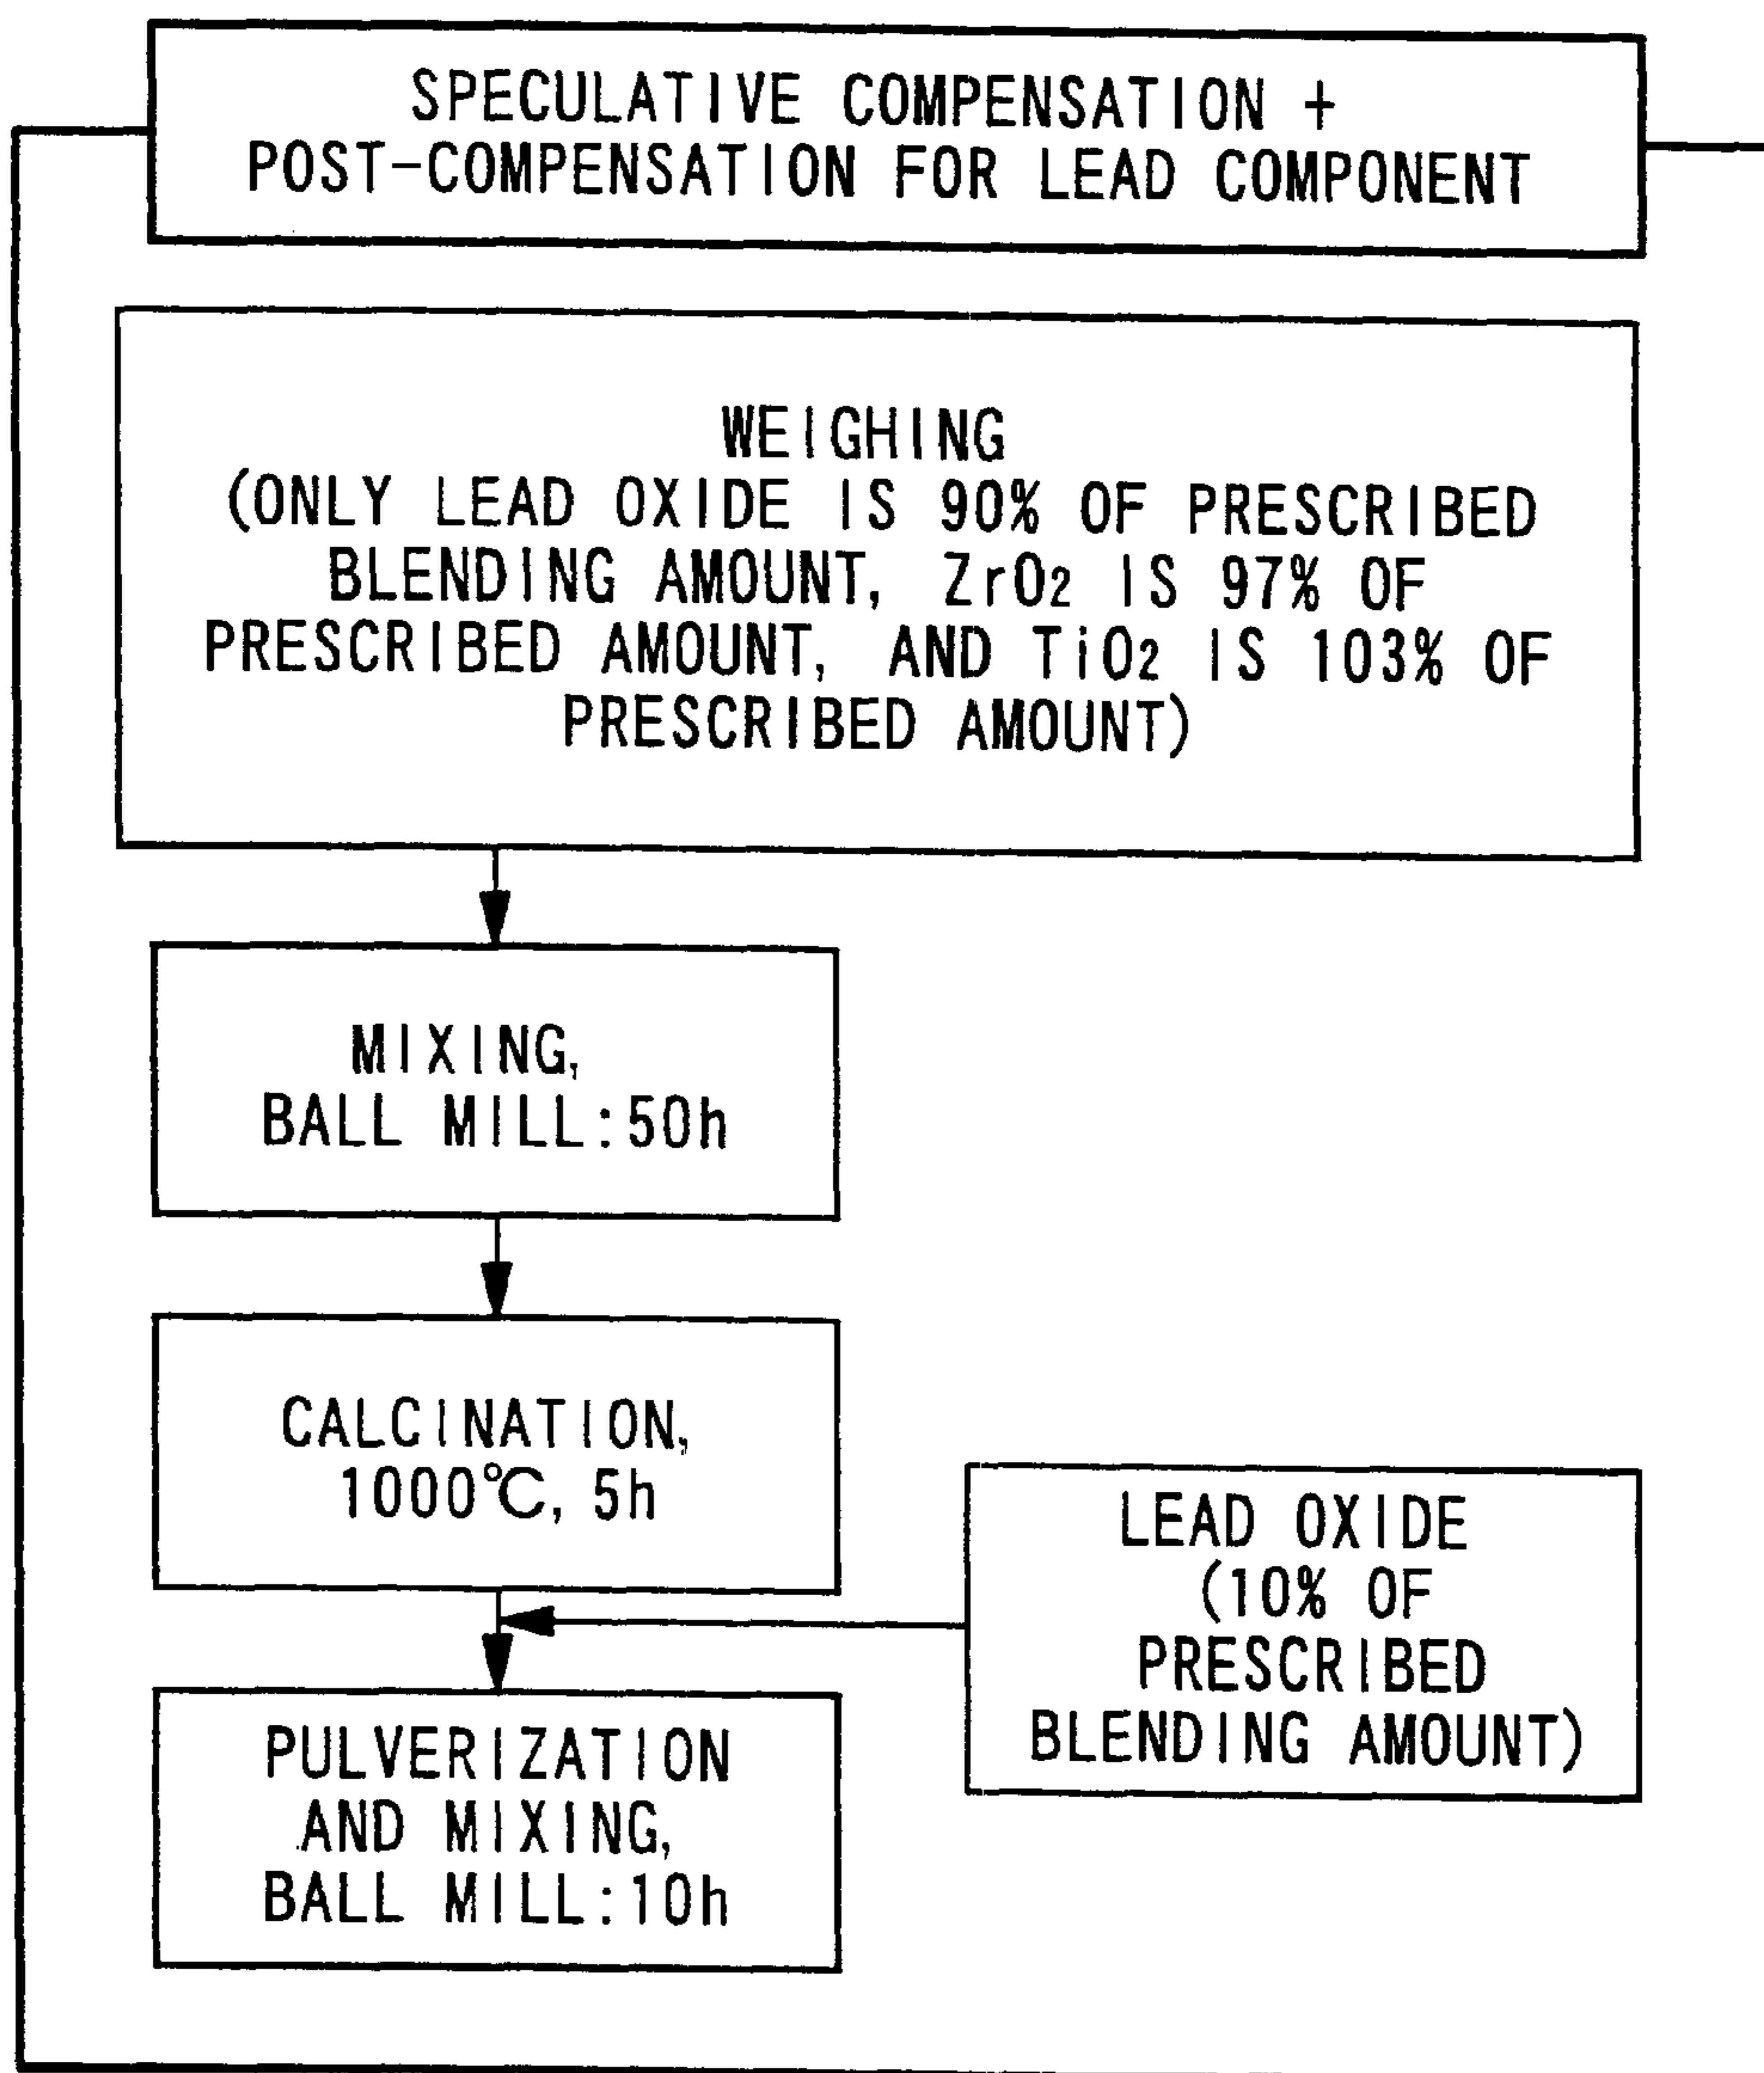 SPECULATIVE COMPENSATION +
POST-COMPENSATION FOR LEAD COMPONENT
WEIGHING
(ONLY LEAD OXIDE IS 90% OF PRESCRIBED
BLENDING AMOUNT, ZrO2 IS 97% OF
PRESCRIBED AMOUNT, AND TiO2 IS 103% OF
PRESCRIBED AMOUNT)
MIXING,
BALL MILL:50h
CALCINATION,
1000℃, 5h
LEAD OXIDE
(10% OF
PRESCRIBED
BLENDING AMOUNT)
PULVERIZATION
AND MIXING,
BALL MILL:10h